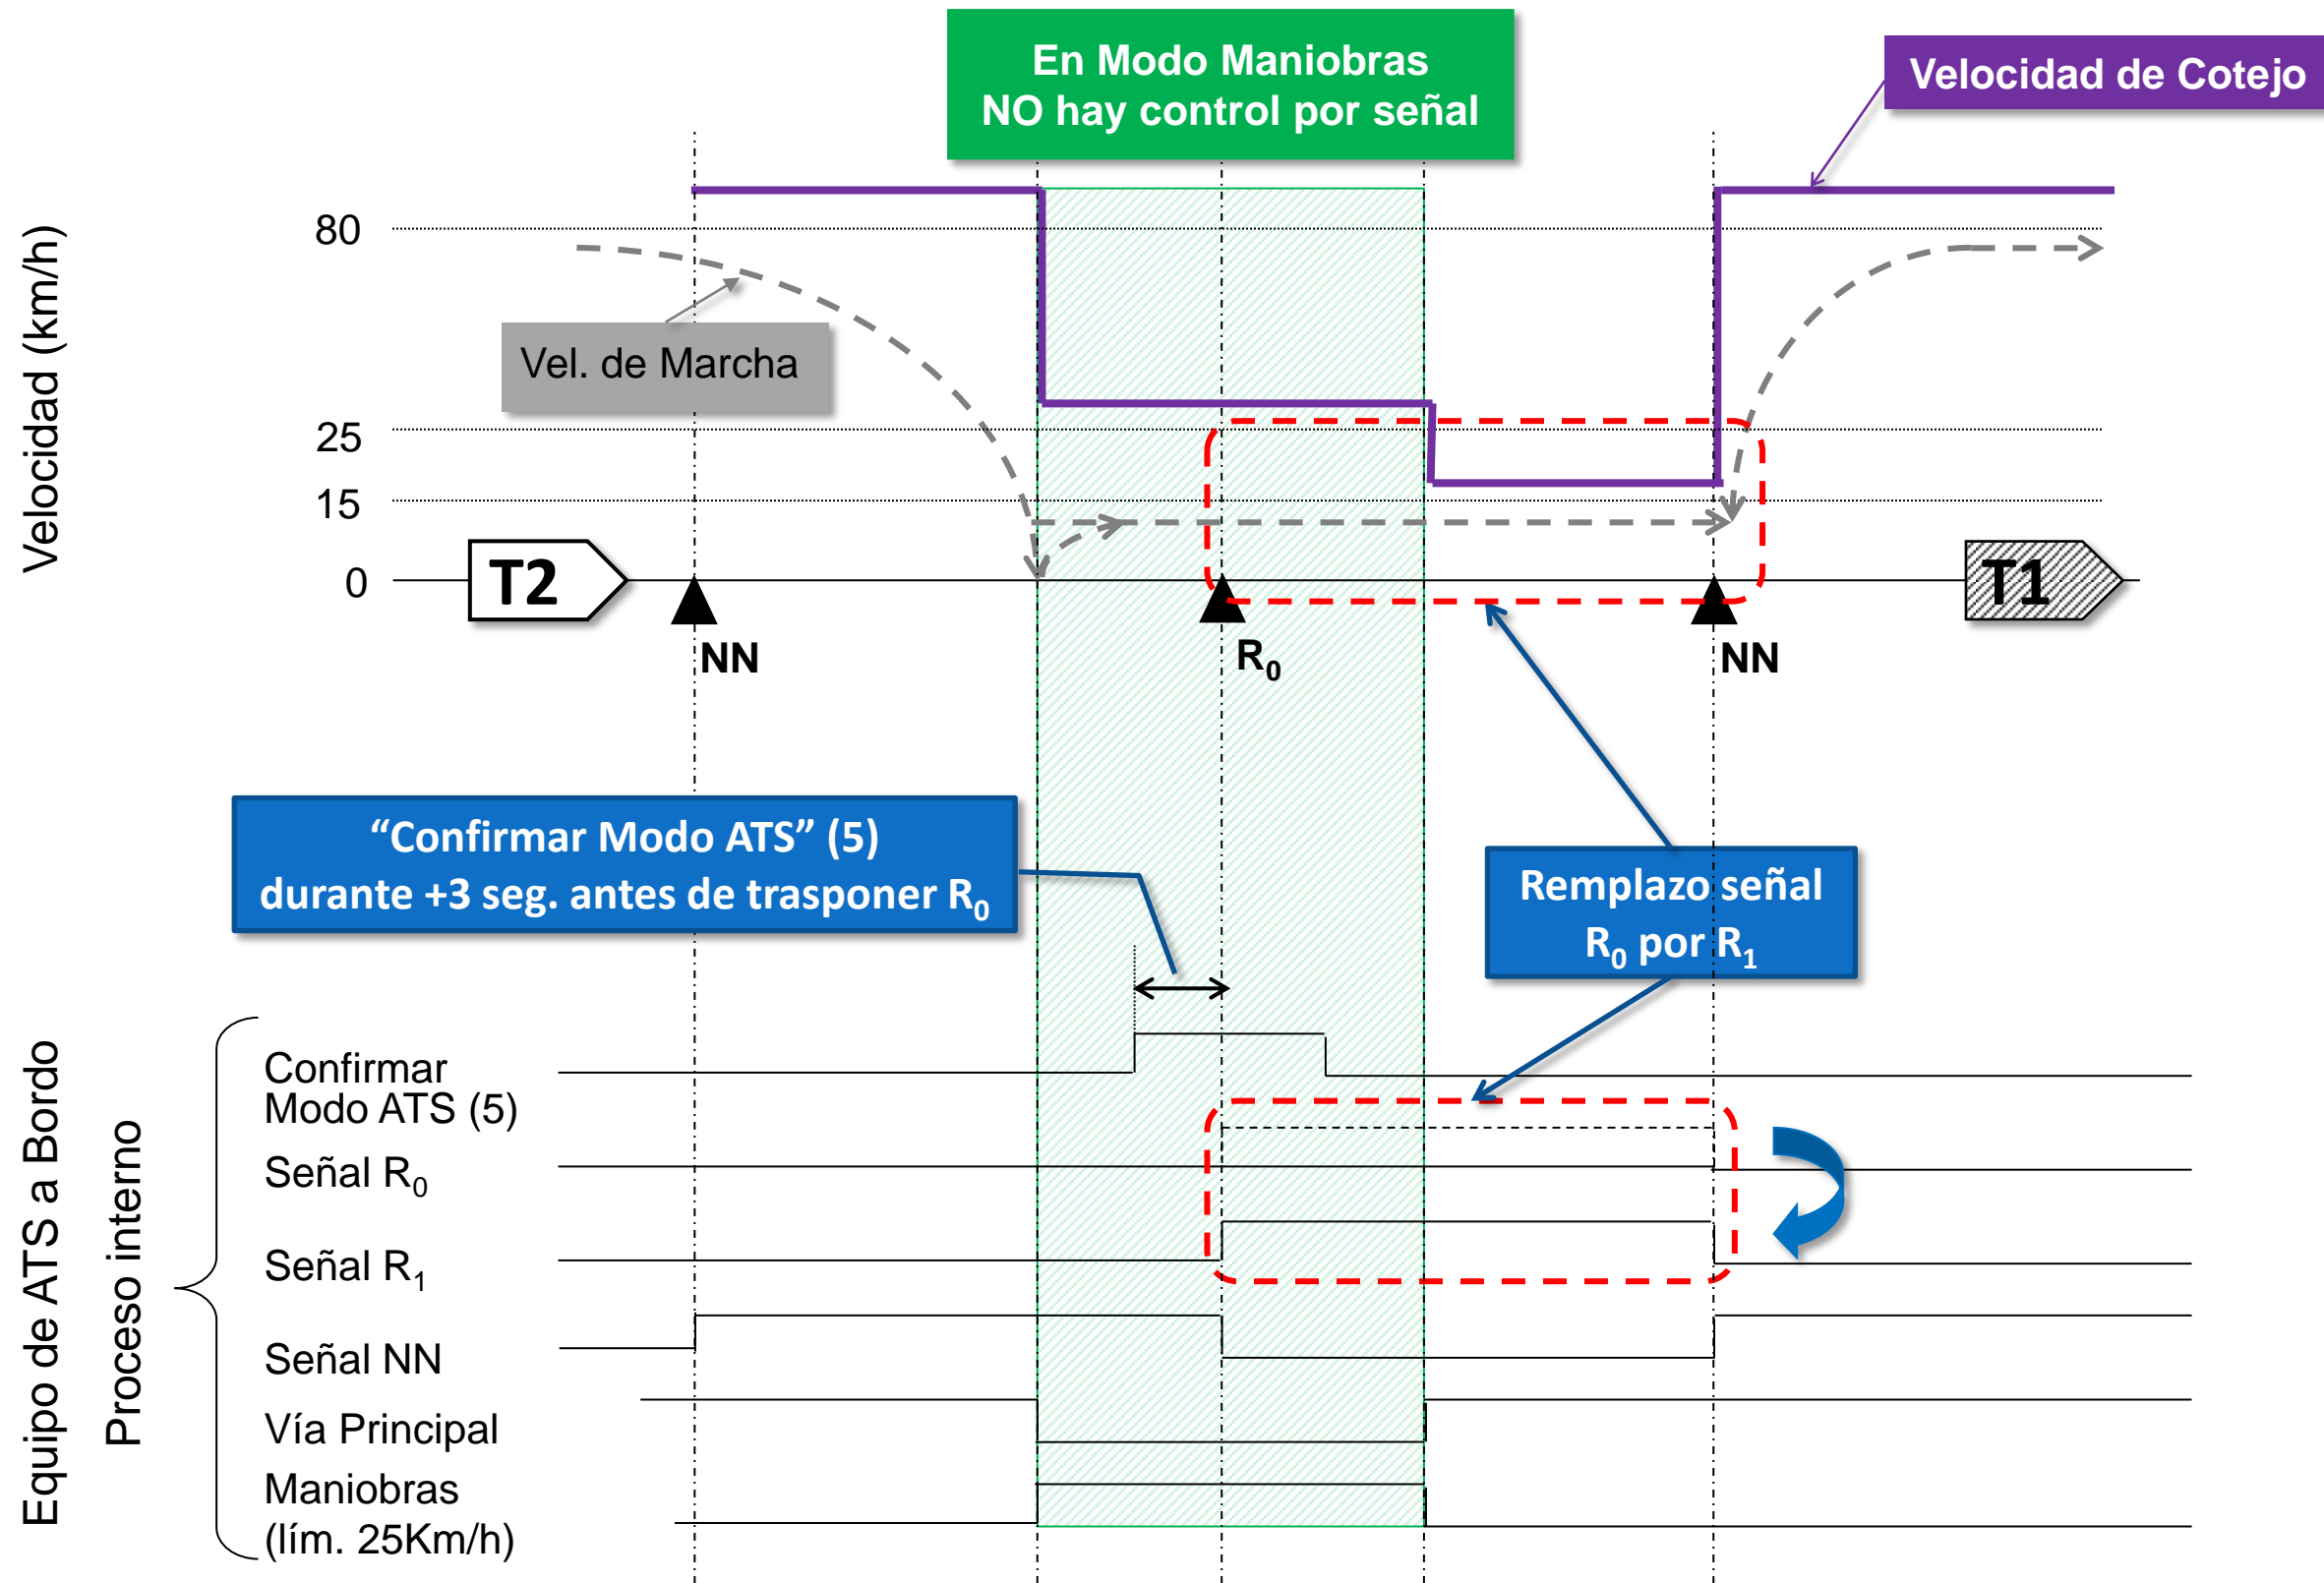 En Modo Maniobras
NO hay control por señal
Velocidad de Cotejo
Velocidad (km/h)
80
Vel. de Marcha
25
15
0
T2
T1
NN
R0
NN
“Confirmar Modo ATS” (5)
durante +3 seg. antes de trasponer R0
Remplazo señal
R0 por R1
Equipo de ATS a Bordo
Proceso interno
Confirmar
Modo ATS (5)
Señal R0
Señal R1
Señal NN
Vía Principal
Maniobras
(lím. 25Km/h)